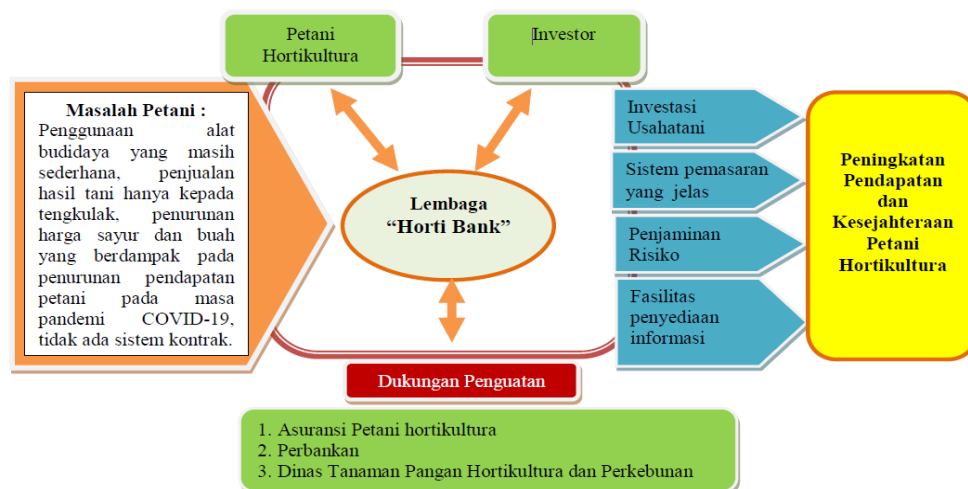 Petani
Hortikultura
Investor
Masalah Petani :
Penggunaan alat
budidaya yang masih
sederhana, penjualan
hasil tani hanya kepada
tengkulak, penurunan
harga sayur dan buah
yang berdampak pada
penurunan pendapatan
petani pada masa
pandemi COVID-19,
tidak ada sistem kontrak.
Lembaga
“Horti Bank”
Investasi
Usahatani
Sistem pemasaran
yang jelas
Penjaminan
Risiko
Fasilitas
penyediaan
informasi
Peningkatan
Pendapatan
dan
Kesejahteraan
Petani
Hortikultura
Dukungan Penguatan
1. Asuransi Petani hortikultura
2. Perbankan
3. Dinas Tanaman Pangan Hortikultura dan Perkebunan